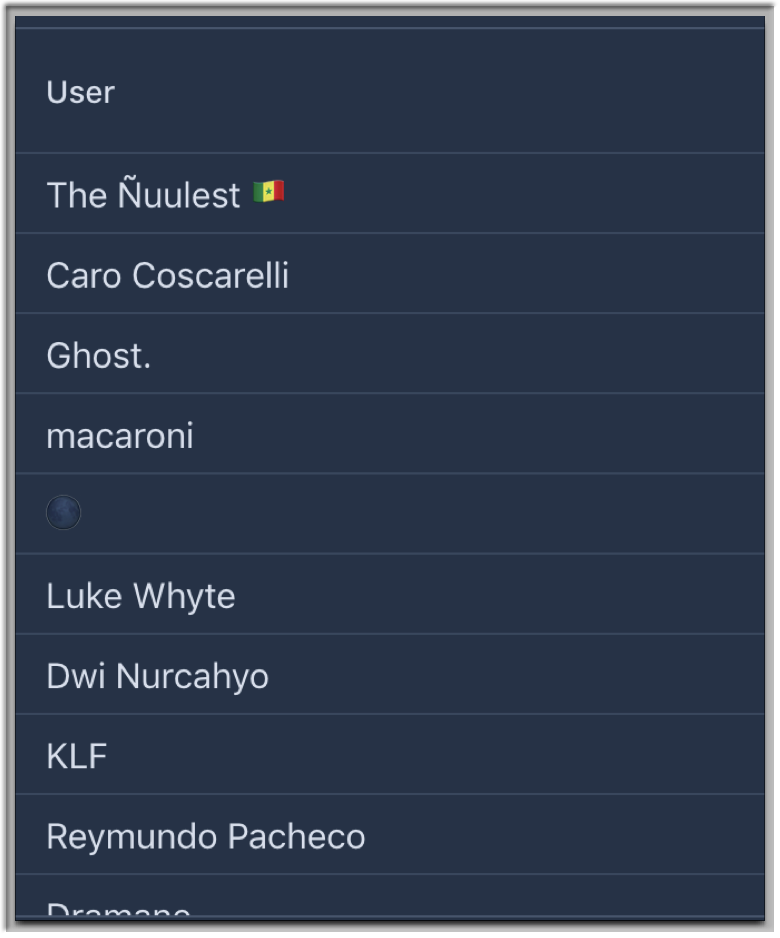 User
The Ñuulest 🇸🇳
Caro Coscarelli
Ghost.
macaroni
🌑
Luke Whyte
Dwi Nurcahyo
KLF
Reymundo Pacheco